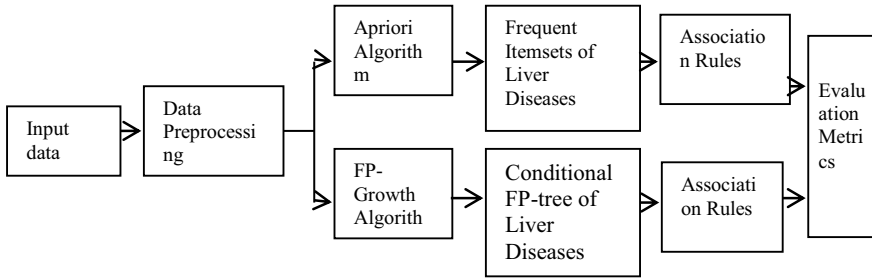 Input
data
Data
Preprocessi
ng
Apriori
Algorith
m
Frequent
Itemsets of
Liver
Diseases
Associatio
n Rules
FP-
Growth
Algorith
Conditional
FP-tree of
Liver
Diseases
Associati
on Rules
Evalu
ation
Metri
cs